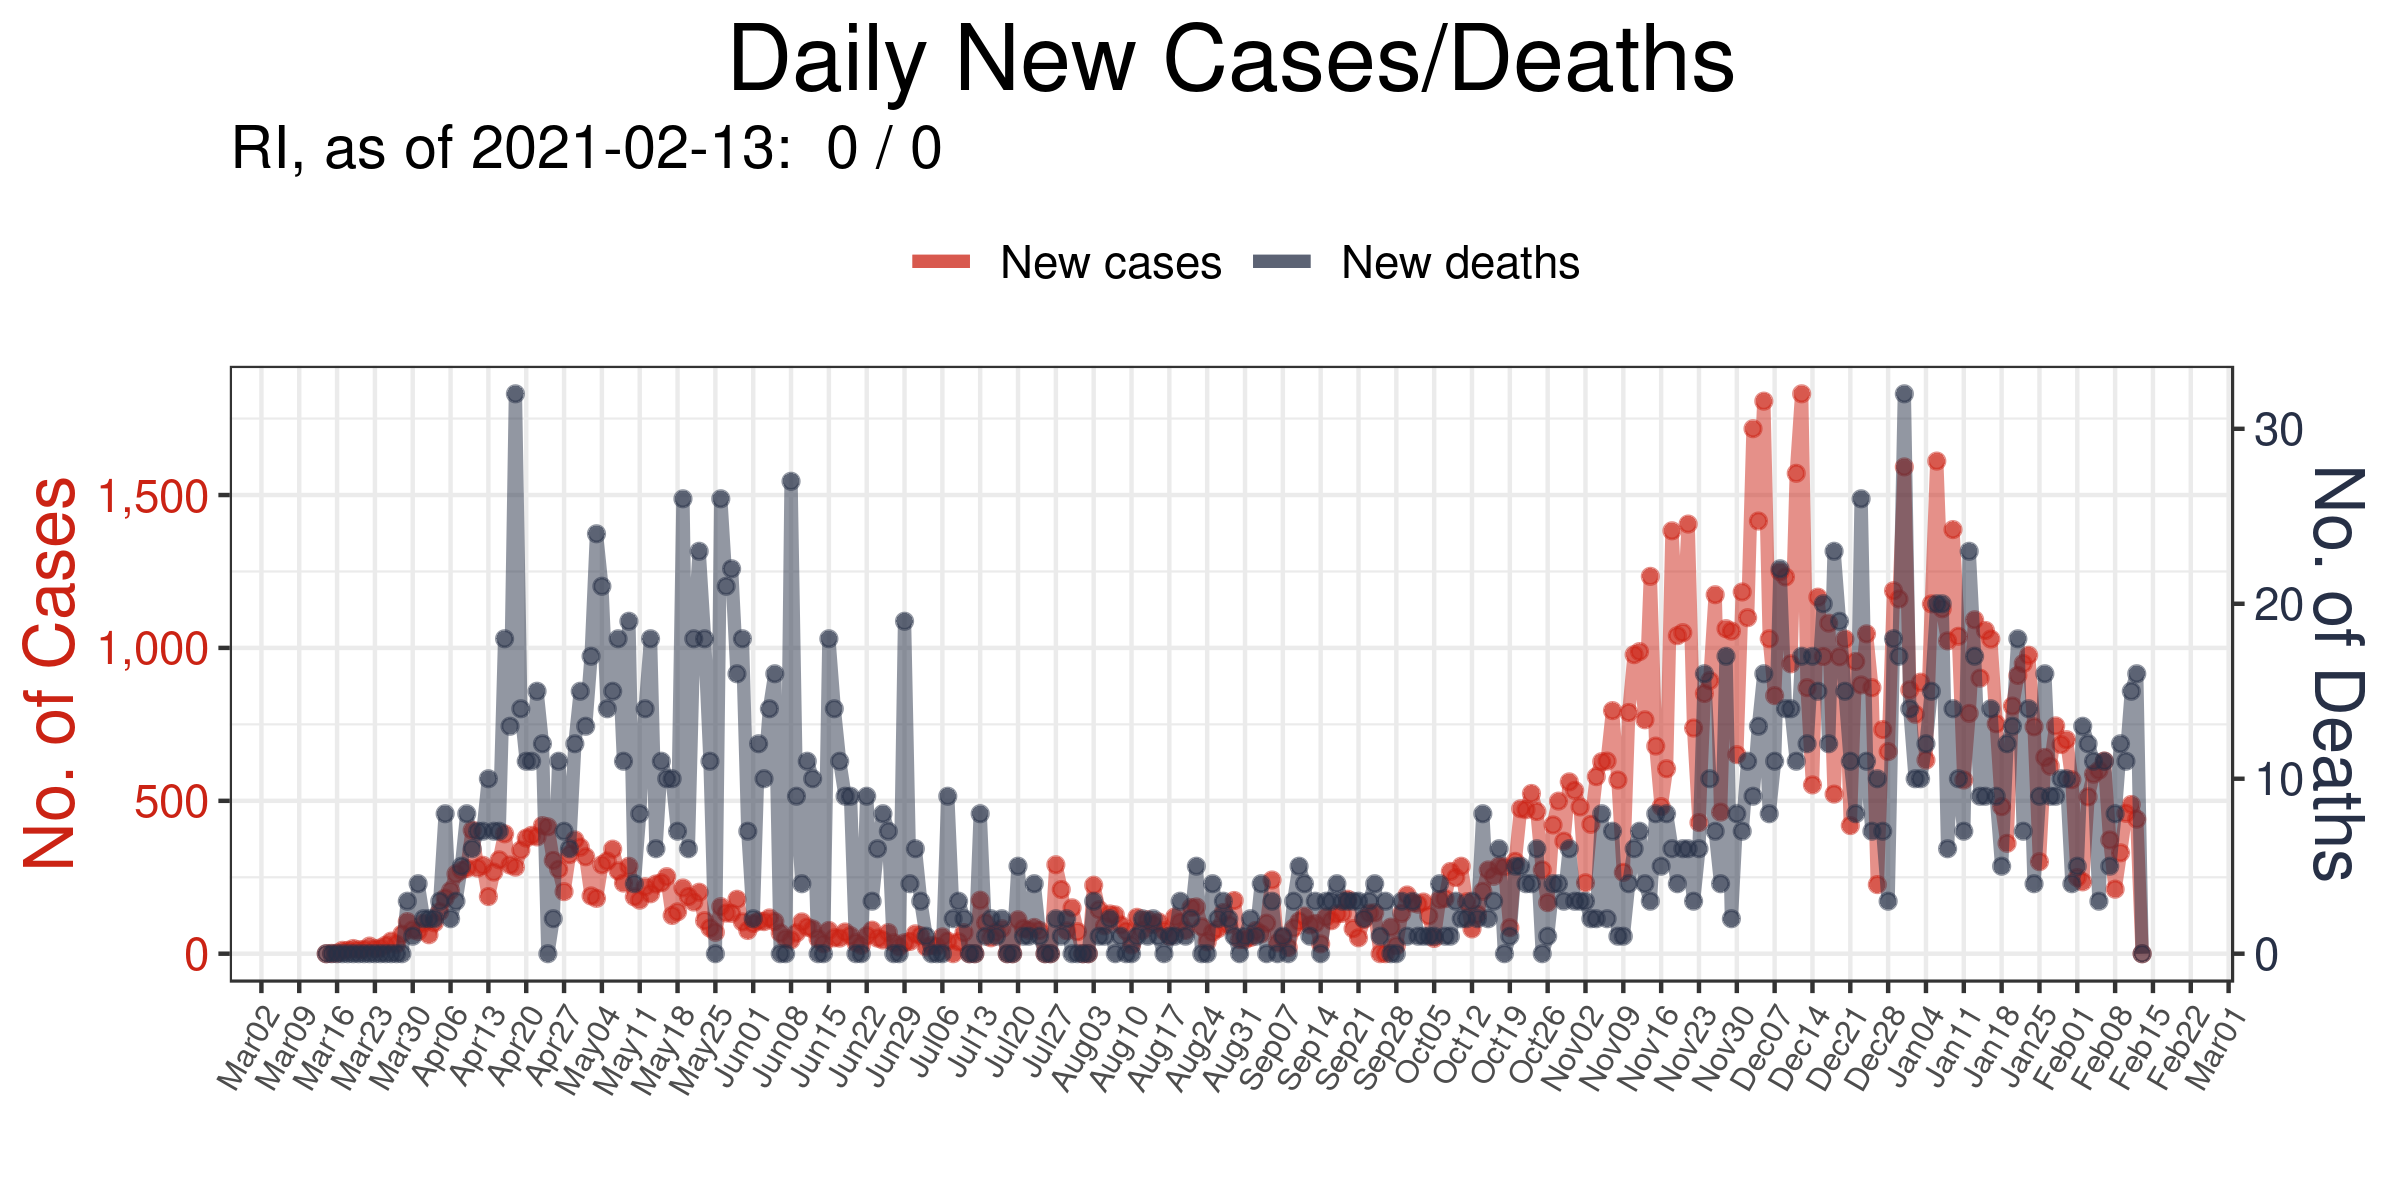 Daily New Cases/Deaths
RI, as of 2021-02-13:  0 / 0
New cases
New deaths
No. of Cases
1,500
1,000
500
0
30
20
10
0
No. of Deaths
Mar02
Mar09
Mar16
Mar23
Mar30
Apr06
Apr13
Apr20
Apr27
May04
May11
May18
May25
Jun01
Jun08
Jun15
Jun22
Jun29
Jul06
Jul13
Jul20
Jul27
Aug03
Aug10
Aug17
Aug24
Aug31
Sep07
Sep14
Sep21
Sep28
Oct05
Oct12
Oct19
Oct26
Nov02
Nov09
Nov16
Nov23
Nov30
Dec07
Dec14
Dec21
Dec28
Jan04
Jan11
Jan18
Jan25
Feb01
Feb08
Feb15
Feb22
Mar01